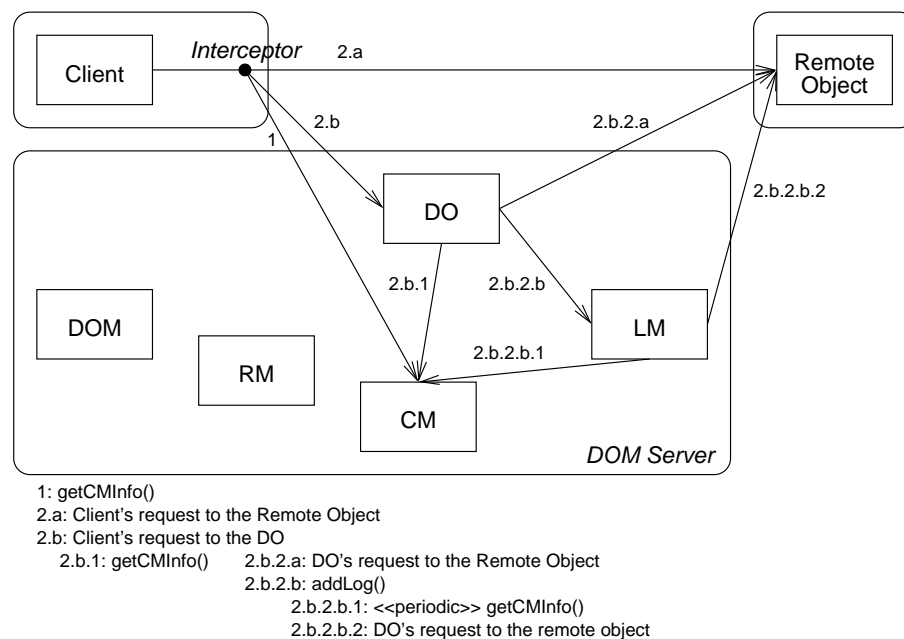 Interceptor
2.a
Client
Remote
Object
2.b
2.b.2.a
1
2.b.2.b.2
DO
2.b.1
2.b.2.b
DOM
LM
RM
2.b.2.b.1
CM
DOM Server
1: getCMInfo()
2.a: Client's request to the Remote Object
2.b: Client's request to the DO
2.b.1: getCMInfo() 2.b.2.a: DO's request to the Remote Object
2.b.2.b: addLog()
2.b.2.b.1: <<periodic>> getCMInfo()
2.b.2.b.2: DO's request to the remote object